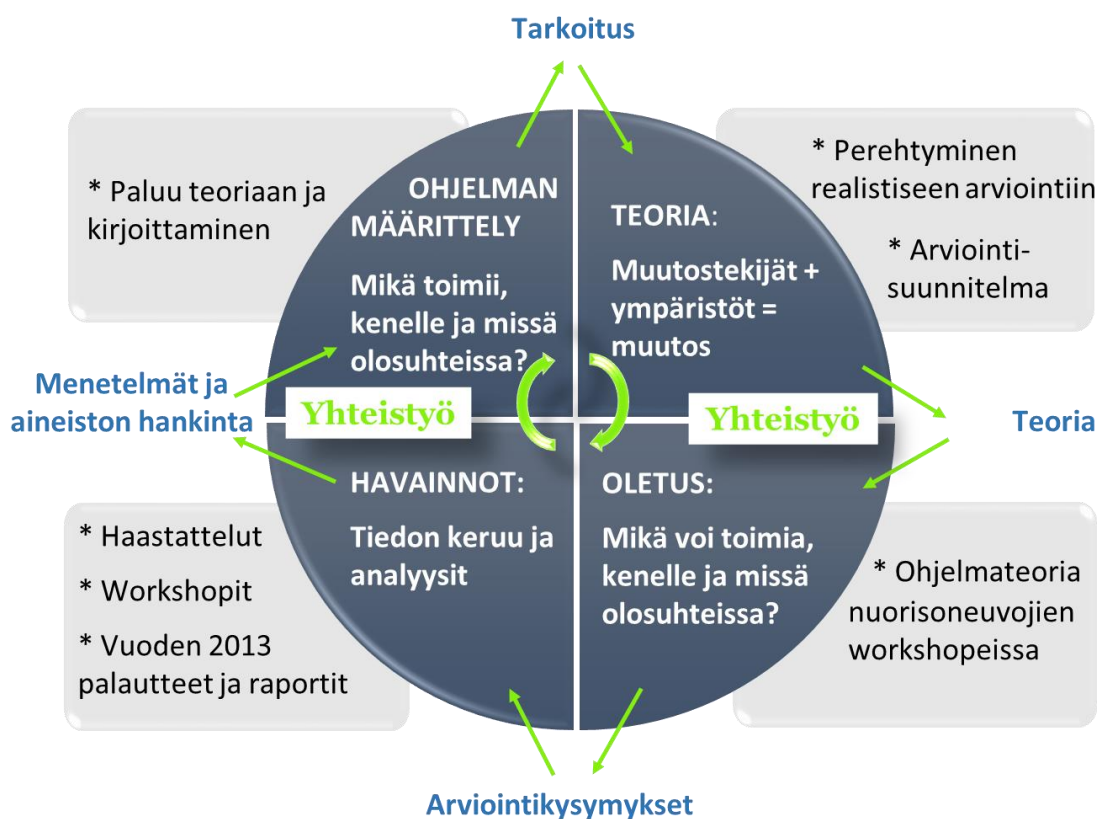 Tarkoitus
* Paluu teoriaan ja
kirjoittaminen
OHJELMAN
MÄÄRITTELY
Mikä toimii,
kenelle ja missä
olosuhteissa?
TEORIA:
Muutostekijät +
ympäristöt =
muutos
* Perehtyminen
realistiseen arviointiin
* Arviointi-
suunnitelma
Menetelmät ja
aineiston hankinta
Yhteistyö
Yhteistyö
Teoria
HAVAINNOT:
Tiedon keruu ja
analyysit
OLETUS:
Mikä voi toimia,
kenelle ja missä
olosuhteissa?
* Haastattelut
* Workshopit
* Vuoden 2013
palautteet ja raportit
* Ohjelmateoria
nuorisoneuvojien
workshopeissa
Arviointikysymykset